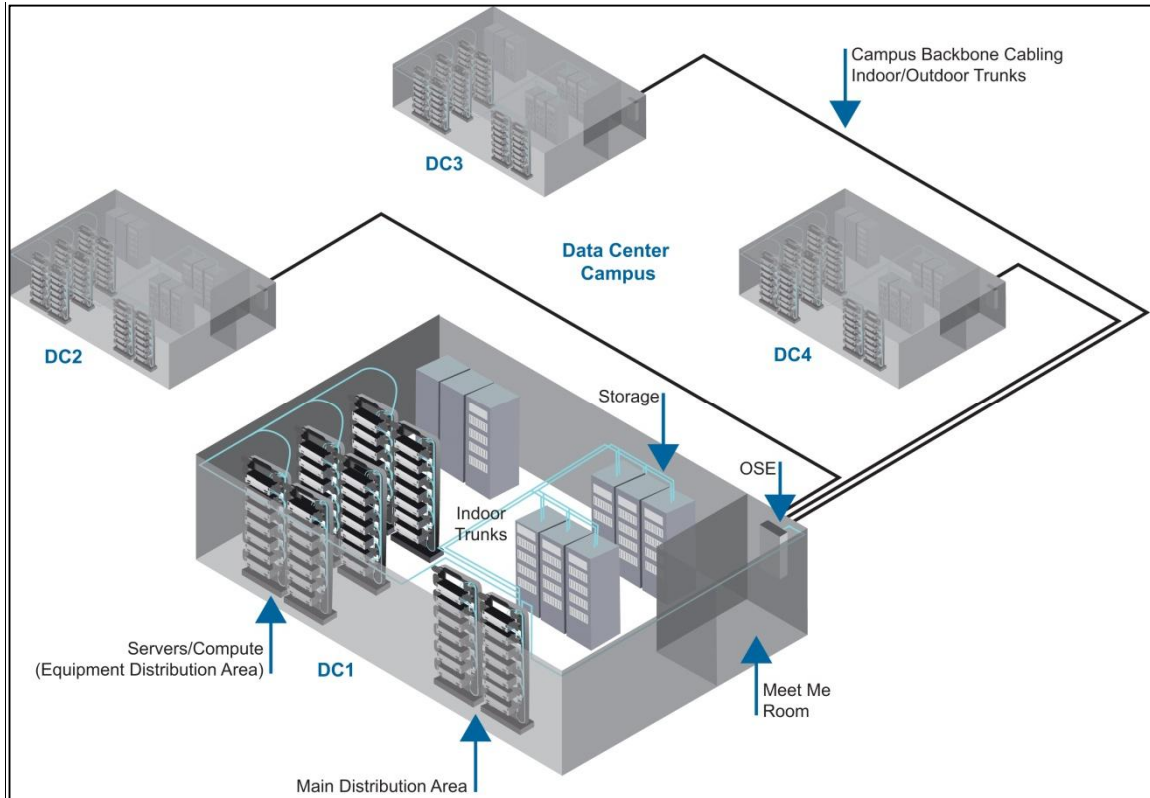 Campus Backbone Cabling
Indoor/Outdoor Trunks
DC3
Data Center
Campus
DC2
DC4
Storage
OSE
Indoor
Trunks
Servers/Compute
(Equipment Distribution Area)
DC1
Meet Me
Room
Main Distribution Area